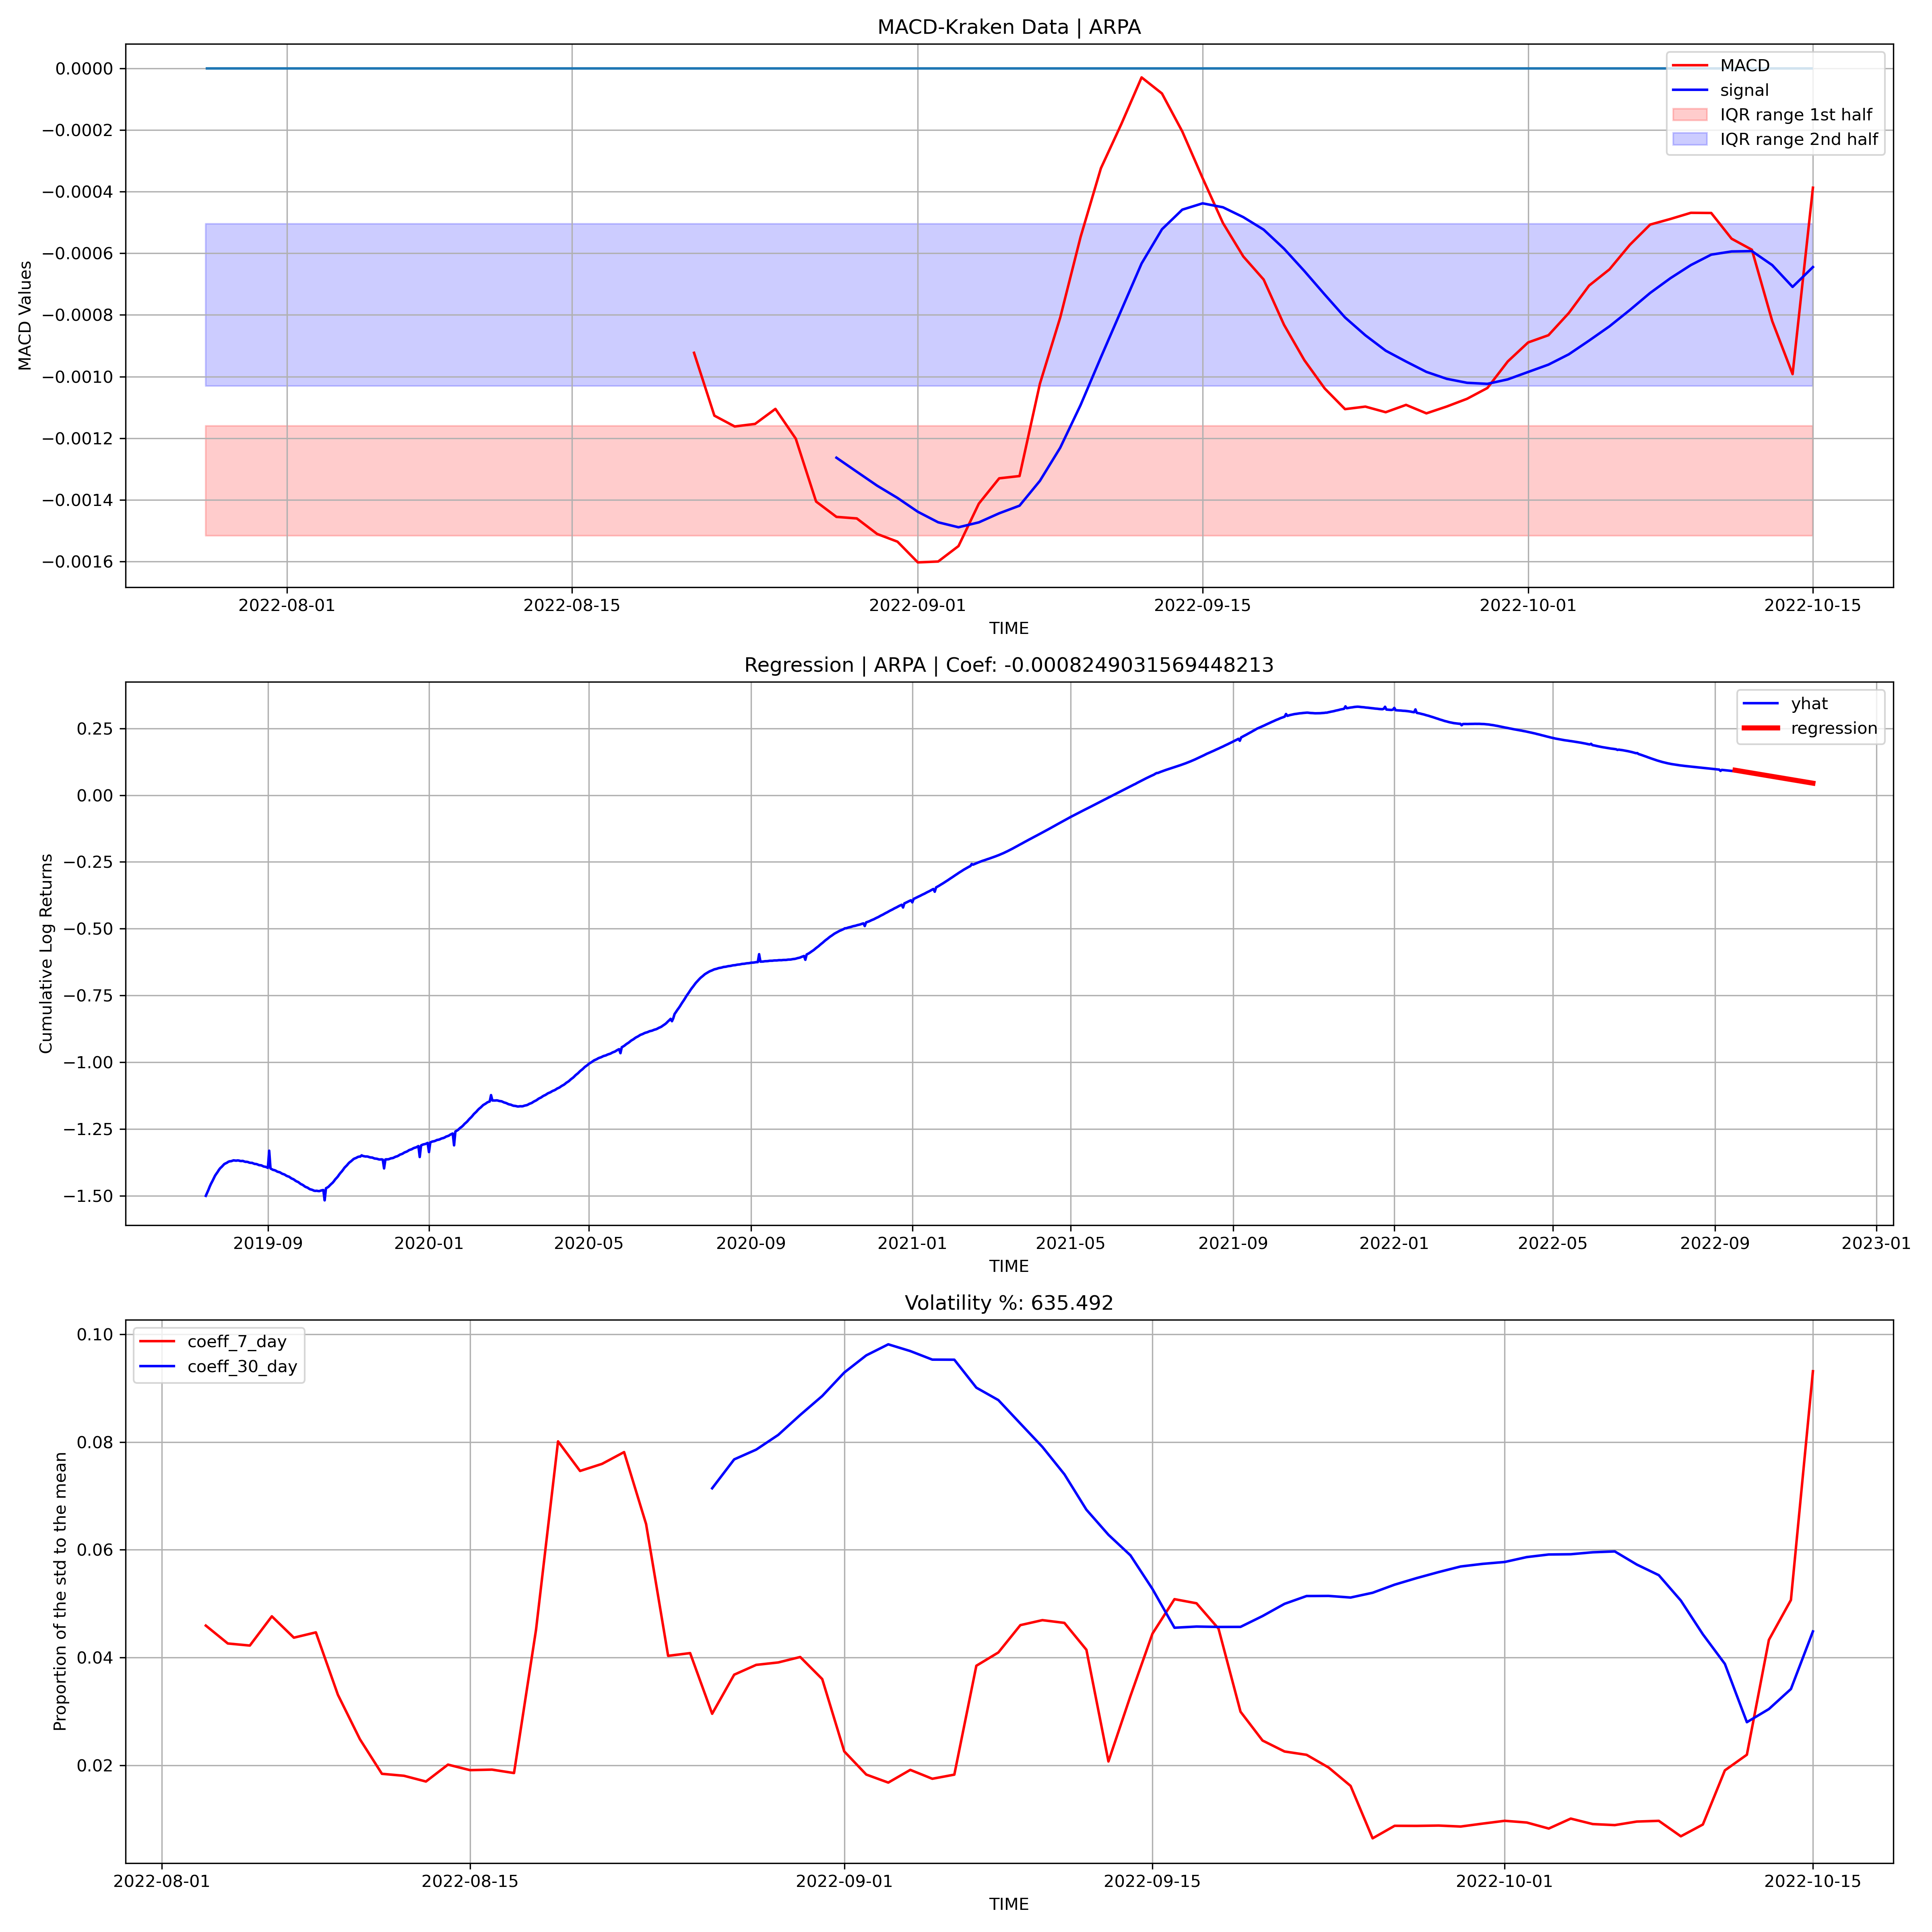 MACD-Kraken Data | ARPA
MACD Values
0.0000
−0.0002
−0.0004
−0.0006
−0.0008
−0.0010
−0.0012
−0.0014
−0.0016
MACD
signal
IQR range 1st half
IQR range 2nd half
2022-08-01 2022-08-15 2022-09-01 2022-09-15 2022-10-01 2022-10-15
TIME
Regression | ARPA | Coef: -0.0008249031569448213
Cumulative Log Returns
0.25
0.00
−0.25
−0.50
−0.75
−1.00
−1.25
−1.50
yhat
regression
2019-09 2020-01 2020-05 2020-09 2021-01 2021-05 2021-09 2022-01 2022-05 2022-09 2023-01
TIME
Volatility %: 635.492
Proportion of the std to the mean
0.10
0.08
0.06
0.04
0.02
coeff_7_day
coeff_30_day
2022-08-01 2022-08-15 2022-09-01 2022-09-15 2022-10-01 2022-10-15
TIME